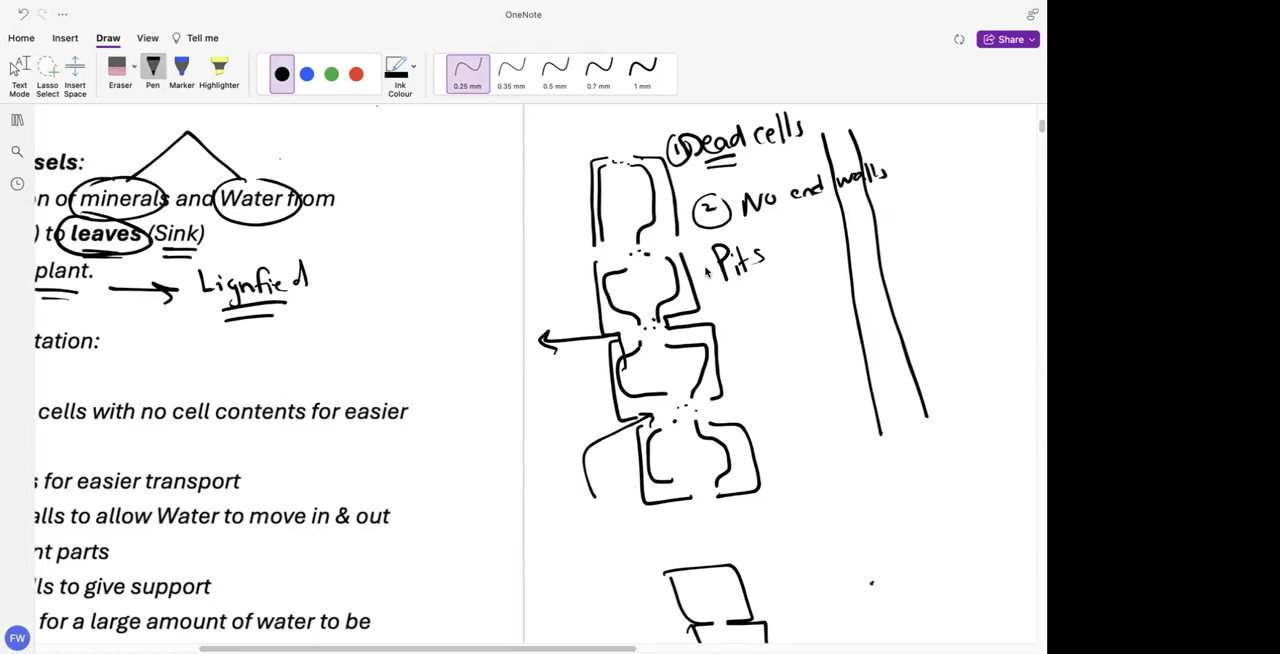 OneNote
Home Insert Draw View Tell me
Share
Text Mode
Lasso Select
Insert Space
Eraser
Pen
Marker
Highlighter
Ink Colour
0.25 mm
0.35 mm
0.5 mm
0.7 mm
1 mm
sels:
on of minerals and Water from
) to leaves (Sink)
plant.
Lignfied
tation:
cells with no cell contents for easier
s for easier transport
alls to allow Water to move in & out
nt parts
lls to give support
for a large amount of water to be
① Dead cells
② No end walls
Pits
FW